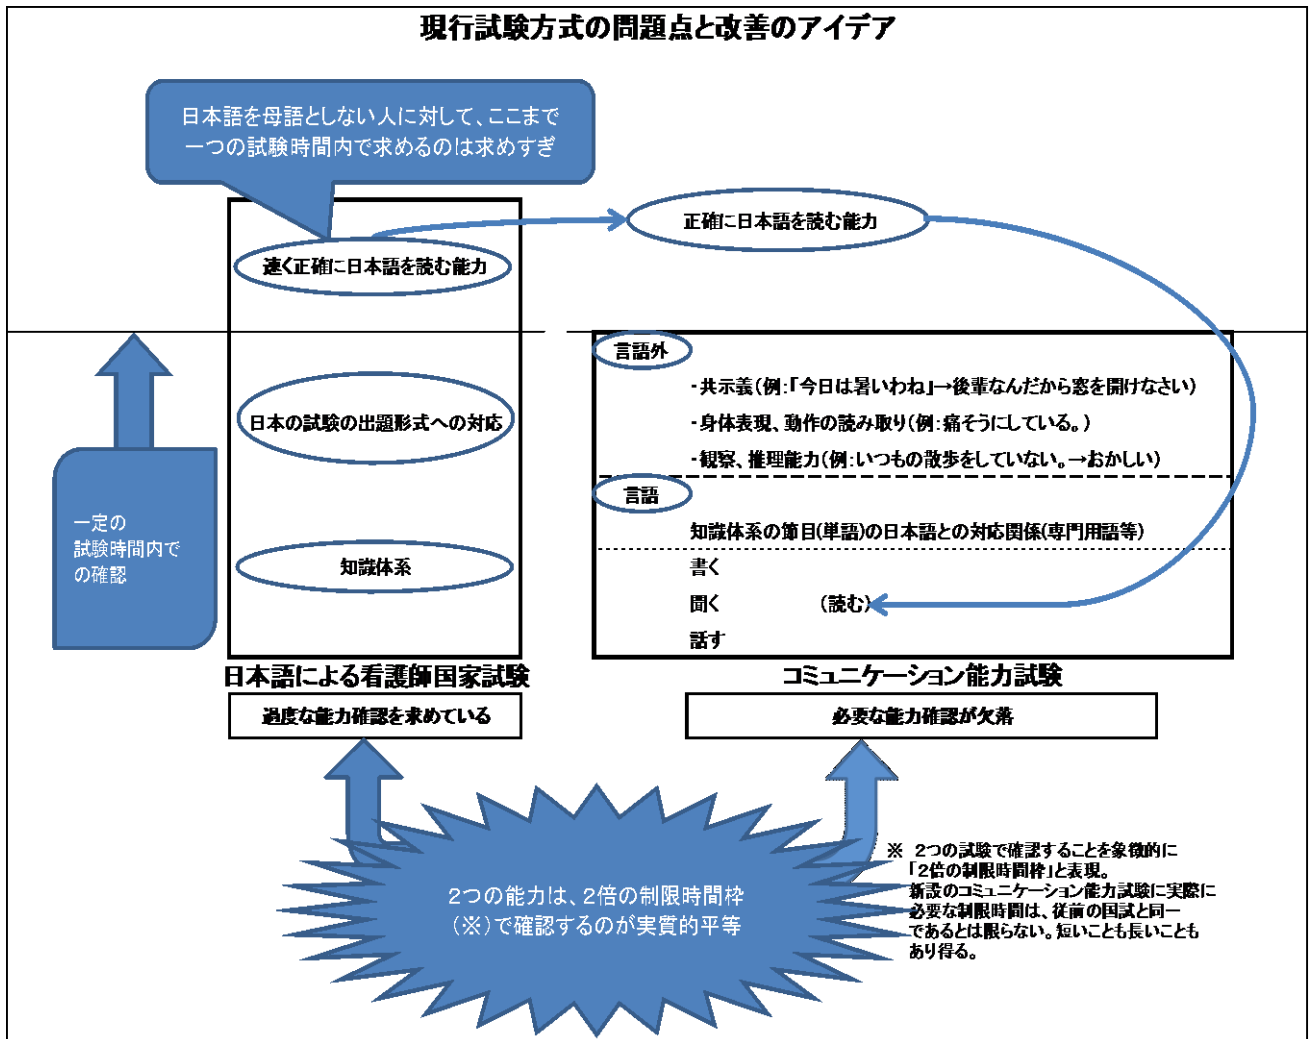 現行試験方式の問題点と改善のアイデア
日本語を母語としない人に対して、ここまで
一つの試験時間内で求めるのは求めすぎ
正確に日本語を読む能力
速く正確に日本語を読む能力
日本の試験の出題形式への対応
知識体系
一定の
試験時間内で
の確認
言語外
・共示義(例:「今日は暑いわね」→後輩なんだから窓を開けなさい)
・身体表現、動作の読み取り(例:痛そうにしている。)
・観察、推理能力(例:いつもの散歩をしていない。→おかしい)
言語
知識体系の節目(単語)の日本語との対応関係(専門用語等)
書く
聞く (読む)
話す
日本語による看護師国家試験
過度な能力確認を求めている
コミュニケーション能力試験
必要な能力確認が欠落
2つの能力は、2倍の制限時間枠
(※)で確認するのが実質的平等
※ 2つの試験で確認することを象徴的に
「2倍の制限時間枠」と表現。
新設のコミュニケーション能力試験に実際に
必要な制限時間は、従前の国試と同一
であるとは限らない。短いことも長いことも
あり得る。